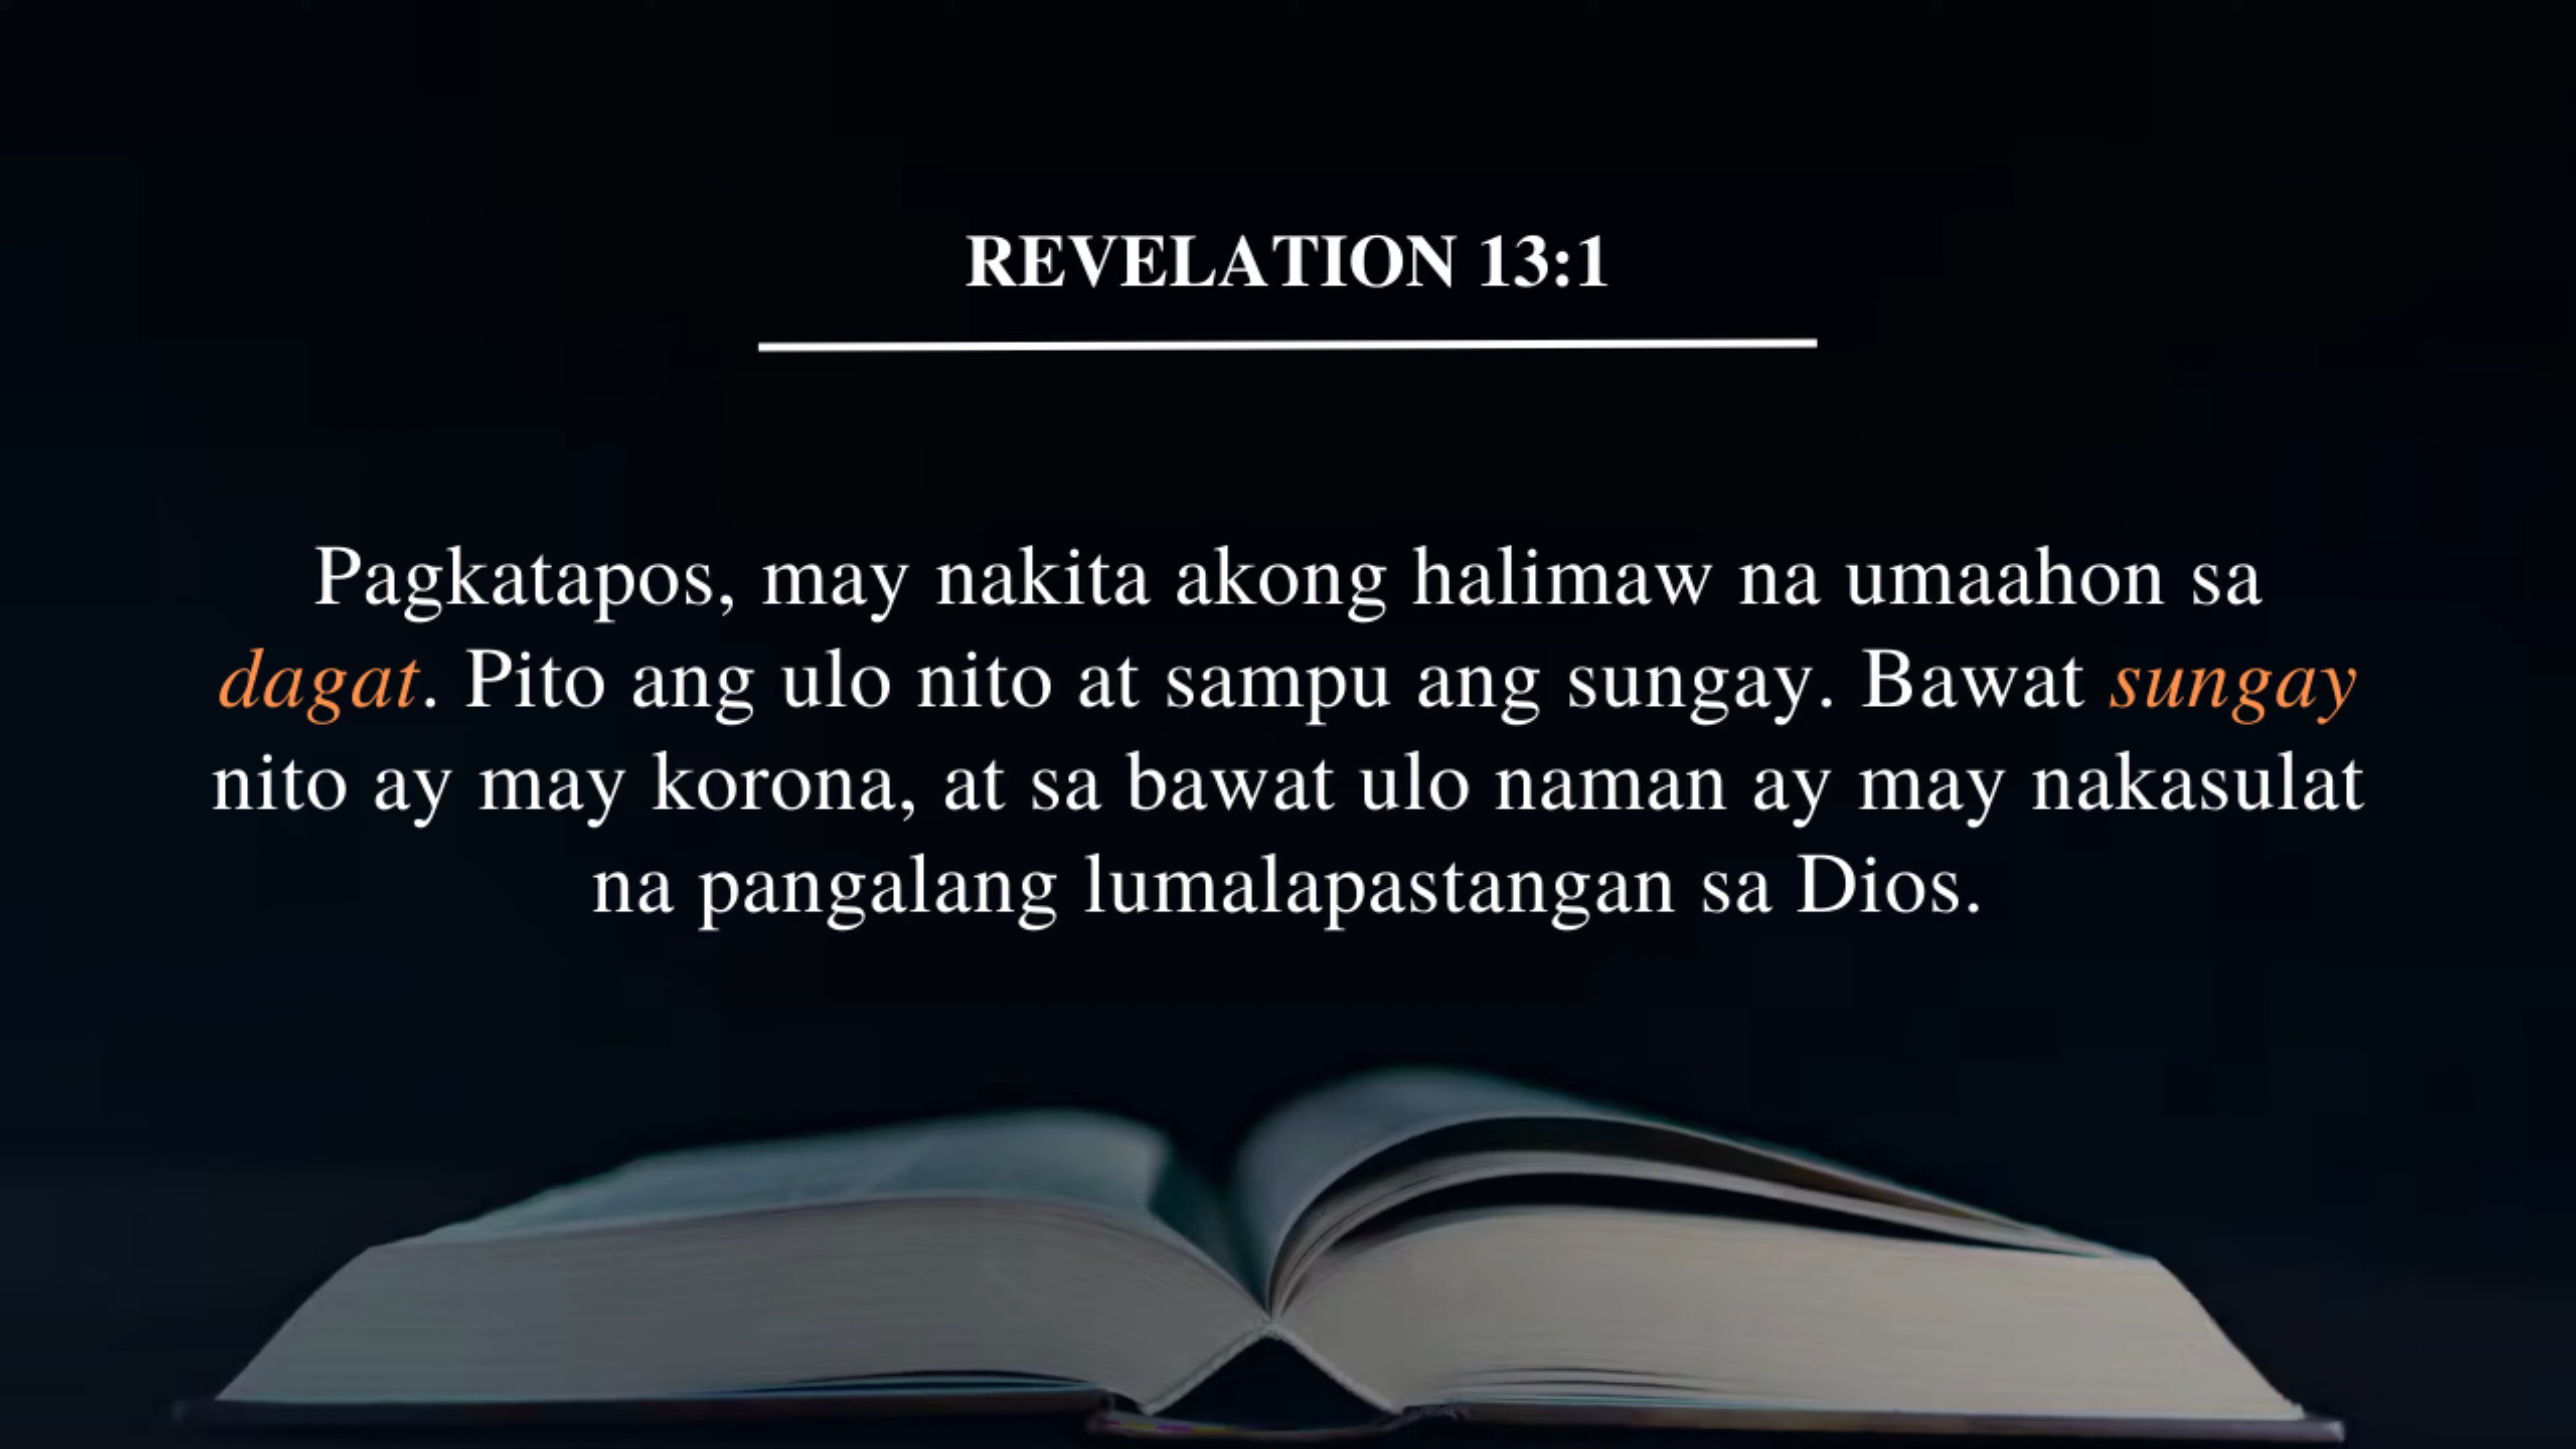 REVELATION 13:1
Pagkatapos, may nakita akong halimaw na umaahon sa
dagat. Pito ang ulo nito at sampu ang sungay. Bawat sungay
nito ay may korona, at sa bawat ulo naman ay may nakasulat
na pangalang lumalapastangan sa Dios.